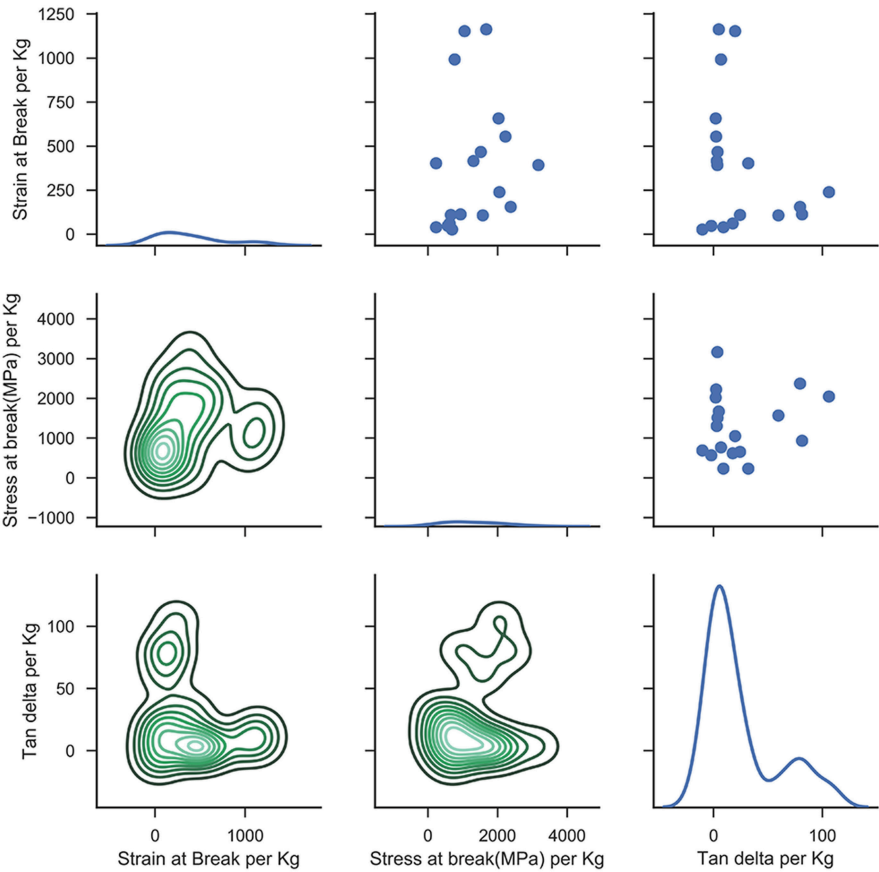 1250
1000
750
500
250
0
Strain at Break per Kg
4000
3000
2000
1000
0
−1000
Stress at break(MPa) per Kg
100
50
0
Tan delta per Kg
0 1000
0 2000 4000
0 100
Strain at Break per Kg
Stress at break(MPa) per Kg
Tan delta per Kg